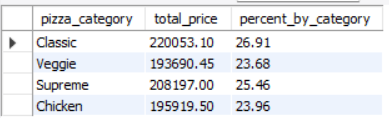 pizza_category total_price percent_by_category
Classic 220053.10 26.91
Veggie 193690.45 23.68
Supreme 208197.00 25.46
Chicken 195919.50 23.96